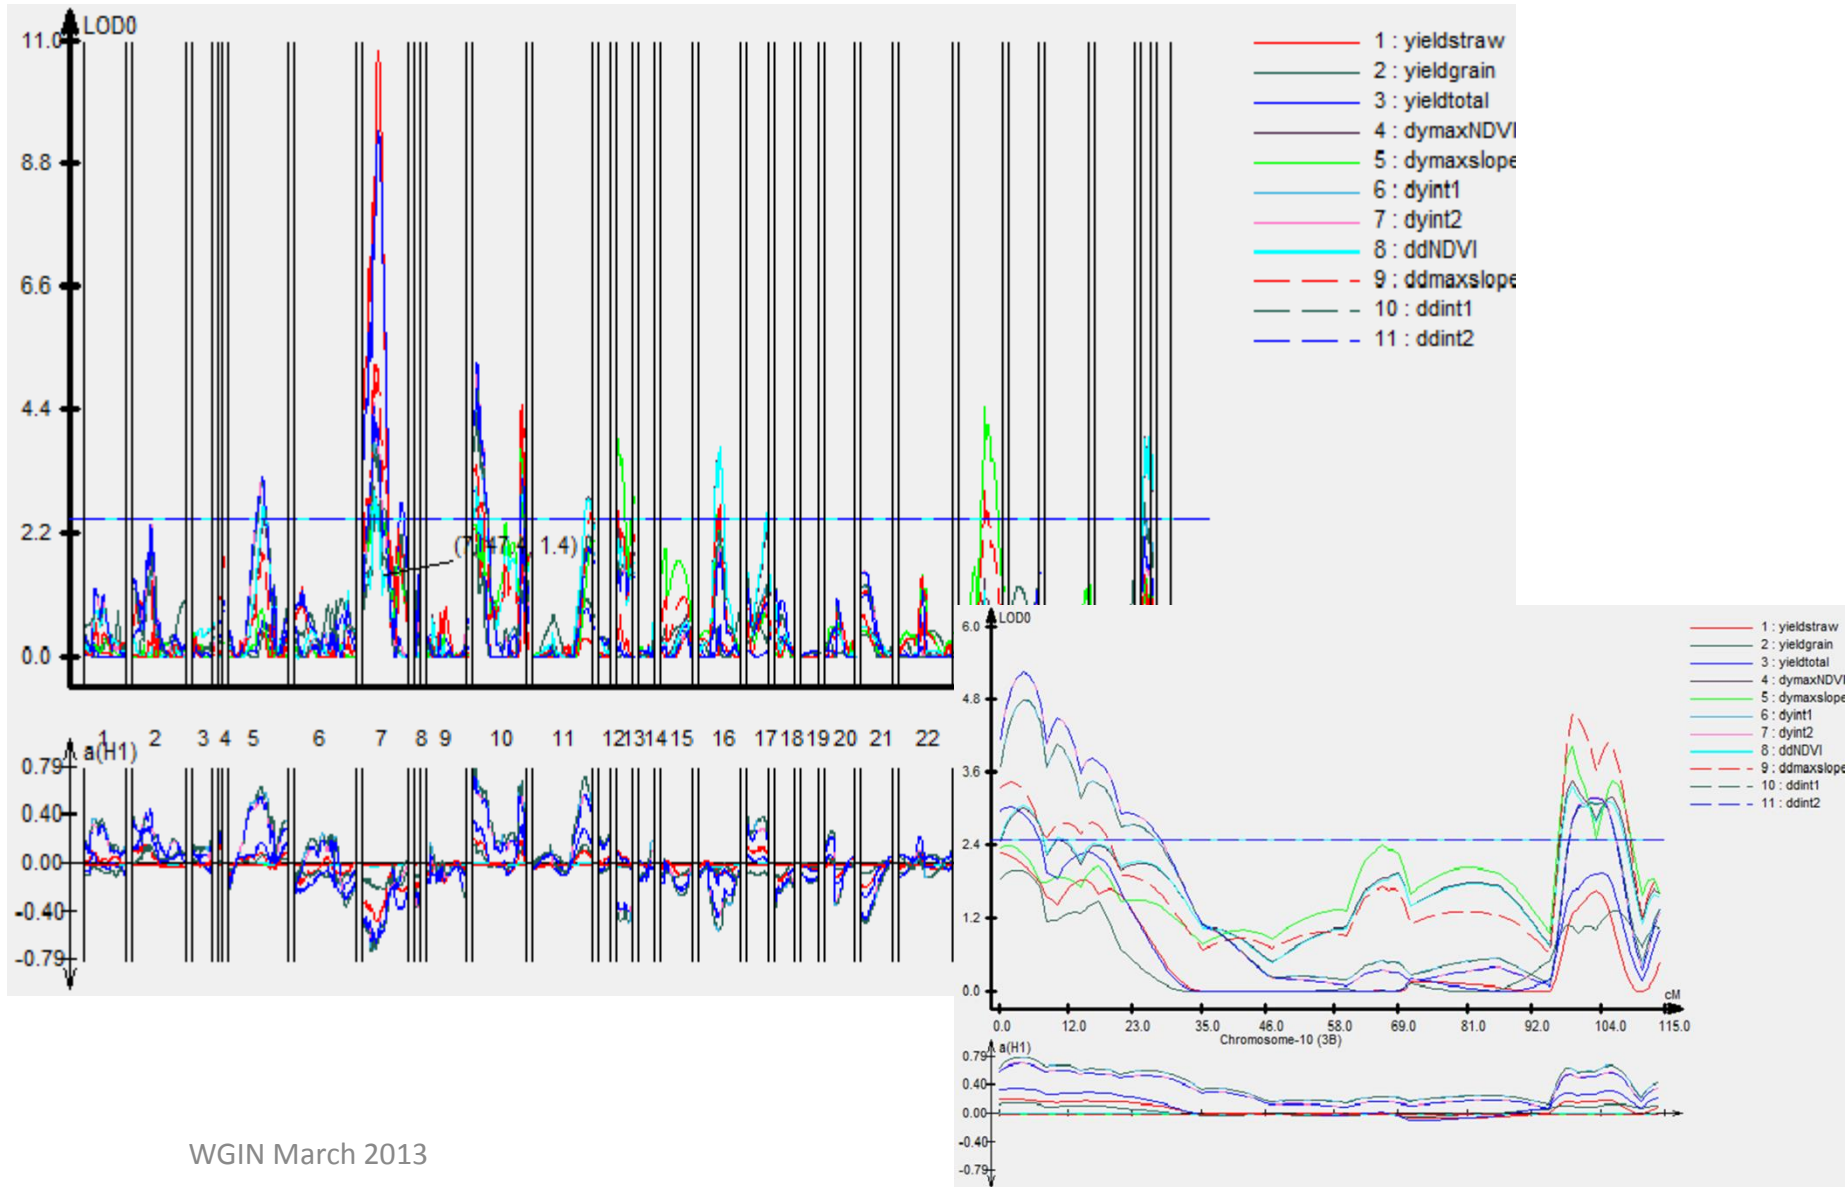 LOD0
11.0
8.8
6.6
4.4
2.2
0.0
1 : yieldstraw
2 : yieldgrain
3 : yieldtotal
4 : dymaxNDVI
5 : dymaxslope
6 : dyint1
7 : dyint2
8 : ddNDVI
9 : ddmaxslope
10 : ddint1
11 : ddint2
1 2 3 4 5 6 7 8 9 10 11 12 13 14 15 16 17 18 19 20 21 22
a(H1)
0.79
0.40
0.00
-0.40
-0.79
LOD0
6.0
4.8
3.6
2.4
1.2
0.0
1 : yieldstraw
2 : yieldgrain
3 : yieldtotal
4 : dymaxNDVI
5 : dymaxslope
6 : dyint1
7 : dyint2
8 : ddNDVI
9 : ddmaxslope
10 : ddint1
11 : ddint2
cM
0.0 12.0 23.0 35.0 46.0 58.0 69.0 81.0 92.0 104.0 115.0
Chromosome-10 (3B)
a(H1)
0.79
0.40
0.00
-0.40
-0.79
WGIN March 2013